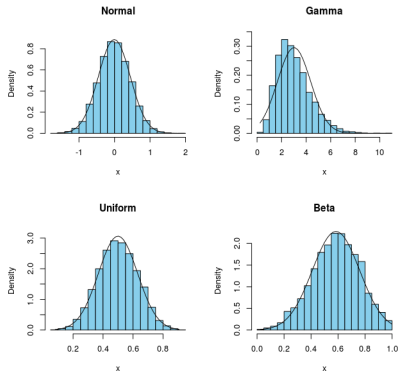 Normal
Density
0.0 0.2 0.4 0.6 0.8
-1 0 1 2
x
Gamma
Density
0.00 0.10 0.20 0.30
0 2 4 6 8 10
x
Uniform
Density
0.0 1.0 2.0 3.0
0.2 0.4 0.6 0.8
x
Beta
Density
0.0 0.5 1.0 1.5 2.0
0.0 0.2 0.4 0.6 0.8 1.0
x